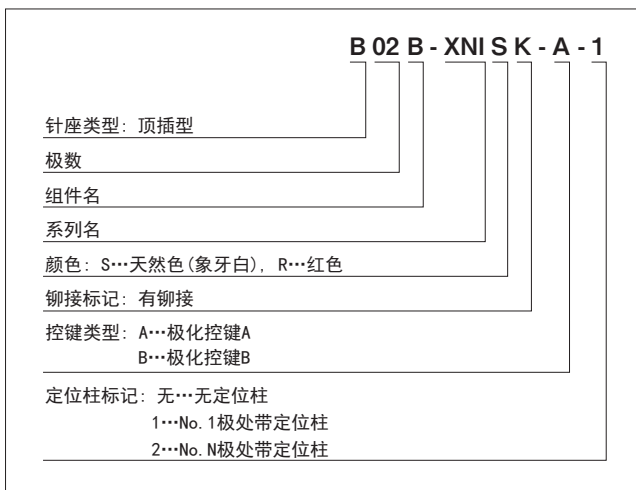 B 02 B - XNI S K - A - 1
针座类型: 顶插型
极数
组件名
系列名
颜色: S…天然色(象牙白), R…红色
铆接标记: 有铆接
控键类型: A…极化控键A
B…极化控键B
定位柱标记: 无…无定位柱
1…No.1极处带定位柱
2…No.N极处带定位柱